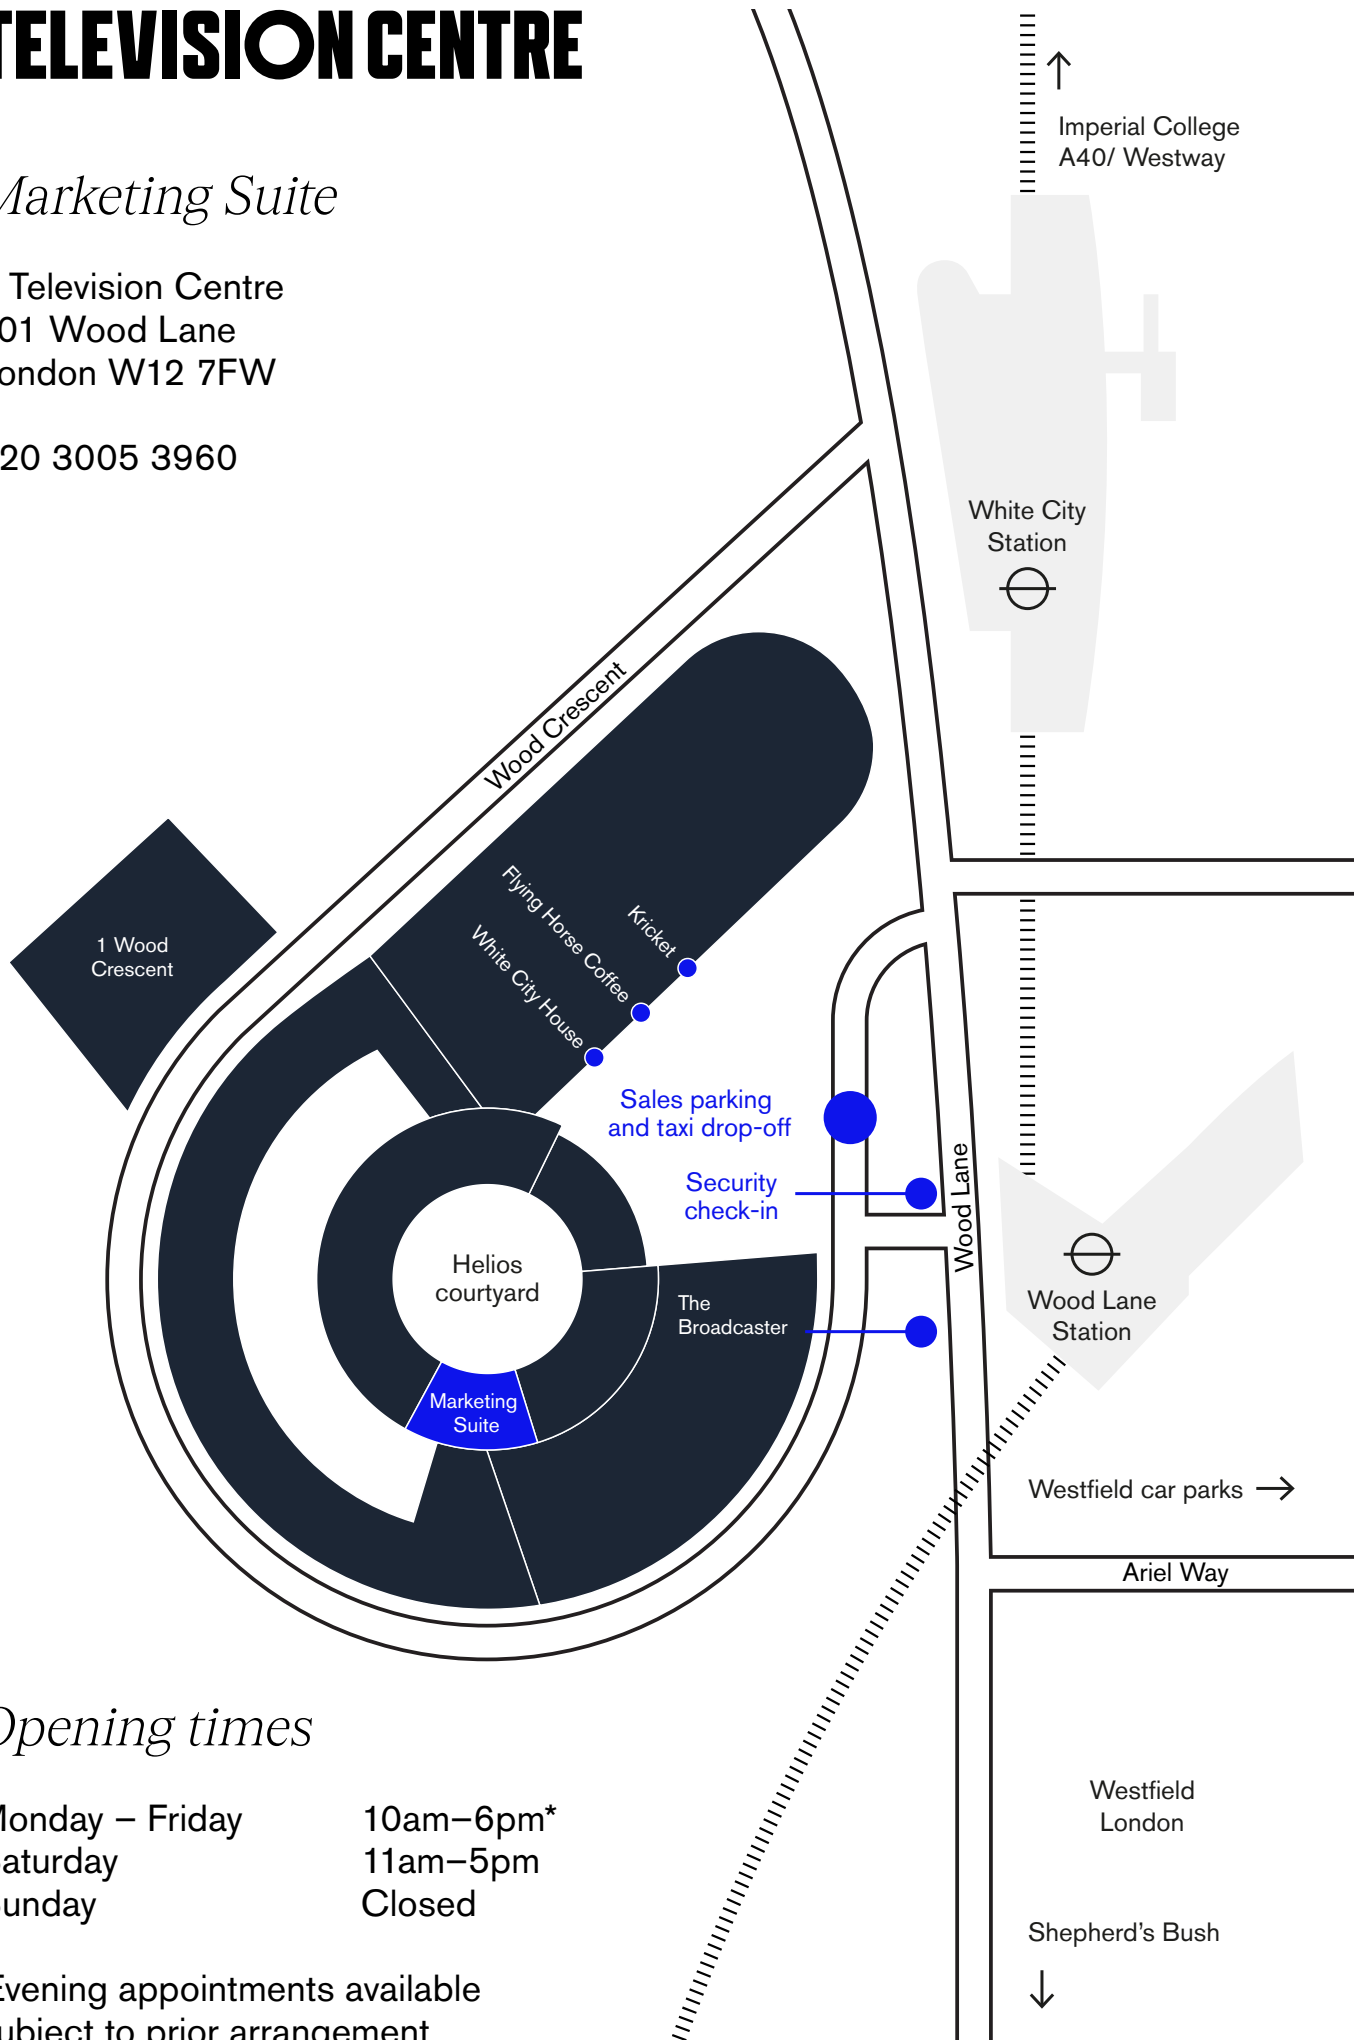 TELEVISION CENTRE
Marketing Suite
Television Centre
01 Wood Lane
ondon W12 7FW
20 3005 3960
Imperial College
A40/ Westway
White City
Station
Wood Crescent
1 Wood
Crescent
Kricket
Flying Horse Coffee
White City House
Sales parking
and taxi drop-off
Security
check-in
Wood Lane
Helios
courtyard
The
Broadcaster
Wood Lane
Station
Marketing
Suite
Westfield car parks
Ariel Way
Opening times
Monday – Friday 10am–6pm*
aturday 11am–5pm
unday Closed
Evening appointments available
ubject to prior arrangement
Westfield
London
Shepherd’s Bush